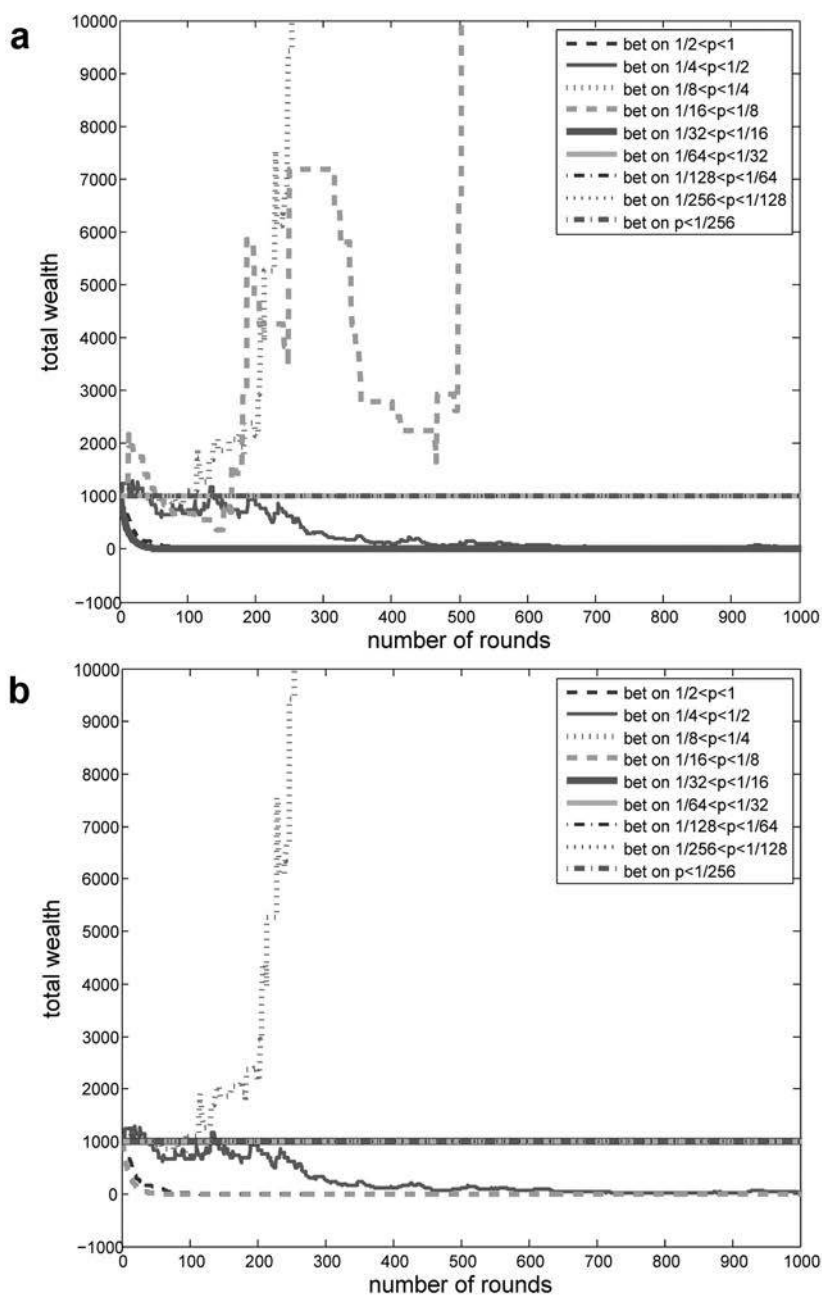 a
10000
9000
8000
7000
6000
5000
4000
3000
2000
1000
0
−1000
total wealth
bet on 1/2<p<1
bet on 1/4<p<1/2
bet on 1/8<p<1/4
bet on 1/16<p<1/8
bet on 1/32<p<1/16
bet on 1/64<p<1/32
bet on 1/128<p<1/64
bet on 1/256<p<1/128
bet on p<1/256
0 100 200 300 400 500 600 700 800 900 1000
number of rounds
b
10000
9000
8000
7000
6000
5000
4000
3000
2000
1000
0
−1000
total wealth
bet on 1/2<p<1
bet on 1/4<p<1/2
bet on 1/8<p<1/4
bet on 1/16<p<1/8
bet on 1/32<p<1/16
bet on 1/64<p<1/32
bet on 1/128<p<1/64
bet on 1/256<p<1/128
bet on p<1/256
0 100 200 300 400 500 600 700 800 900 1000
number of rounds